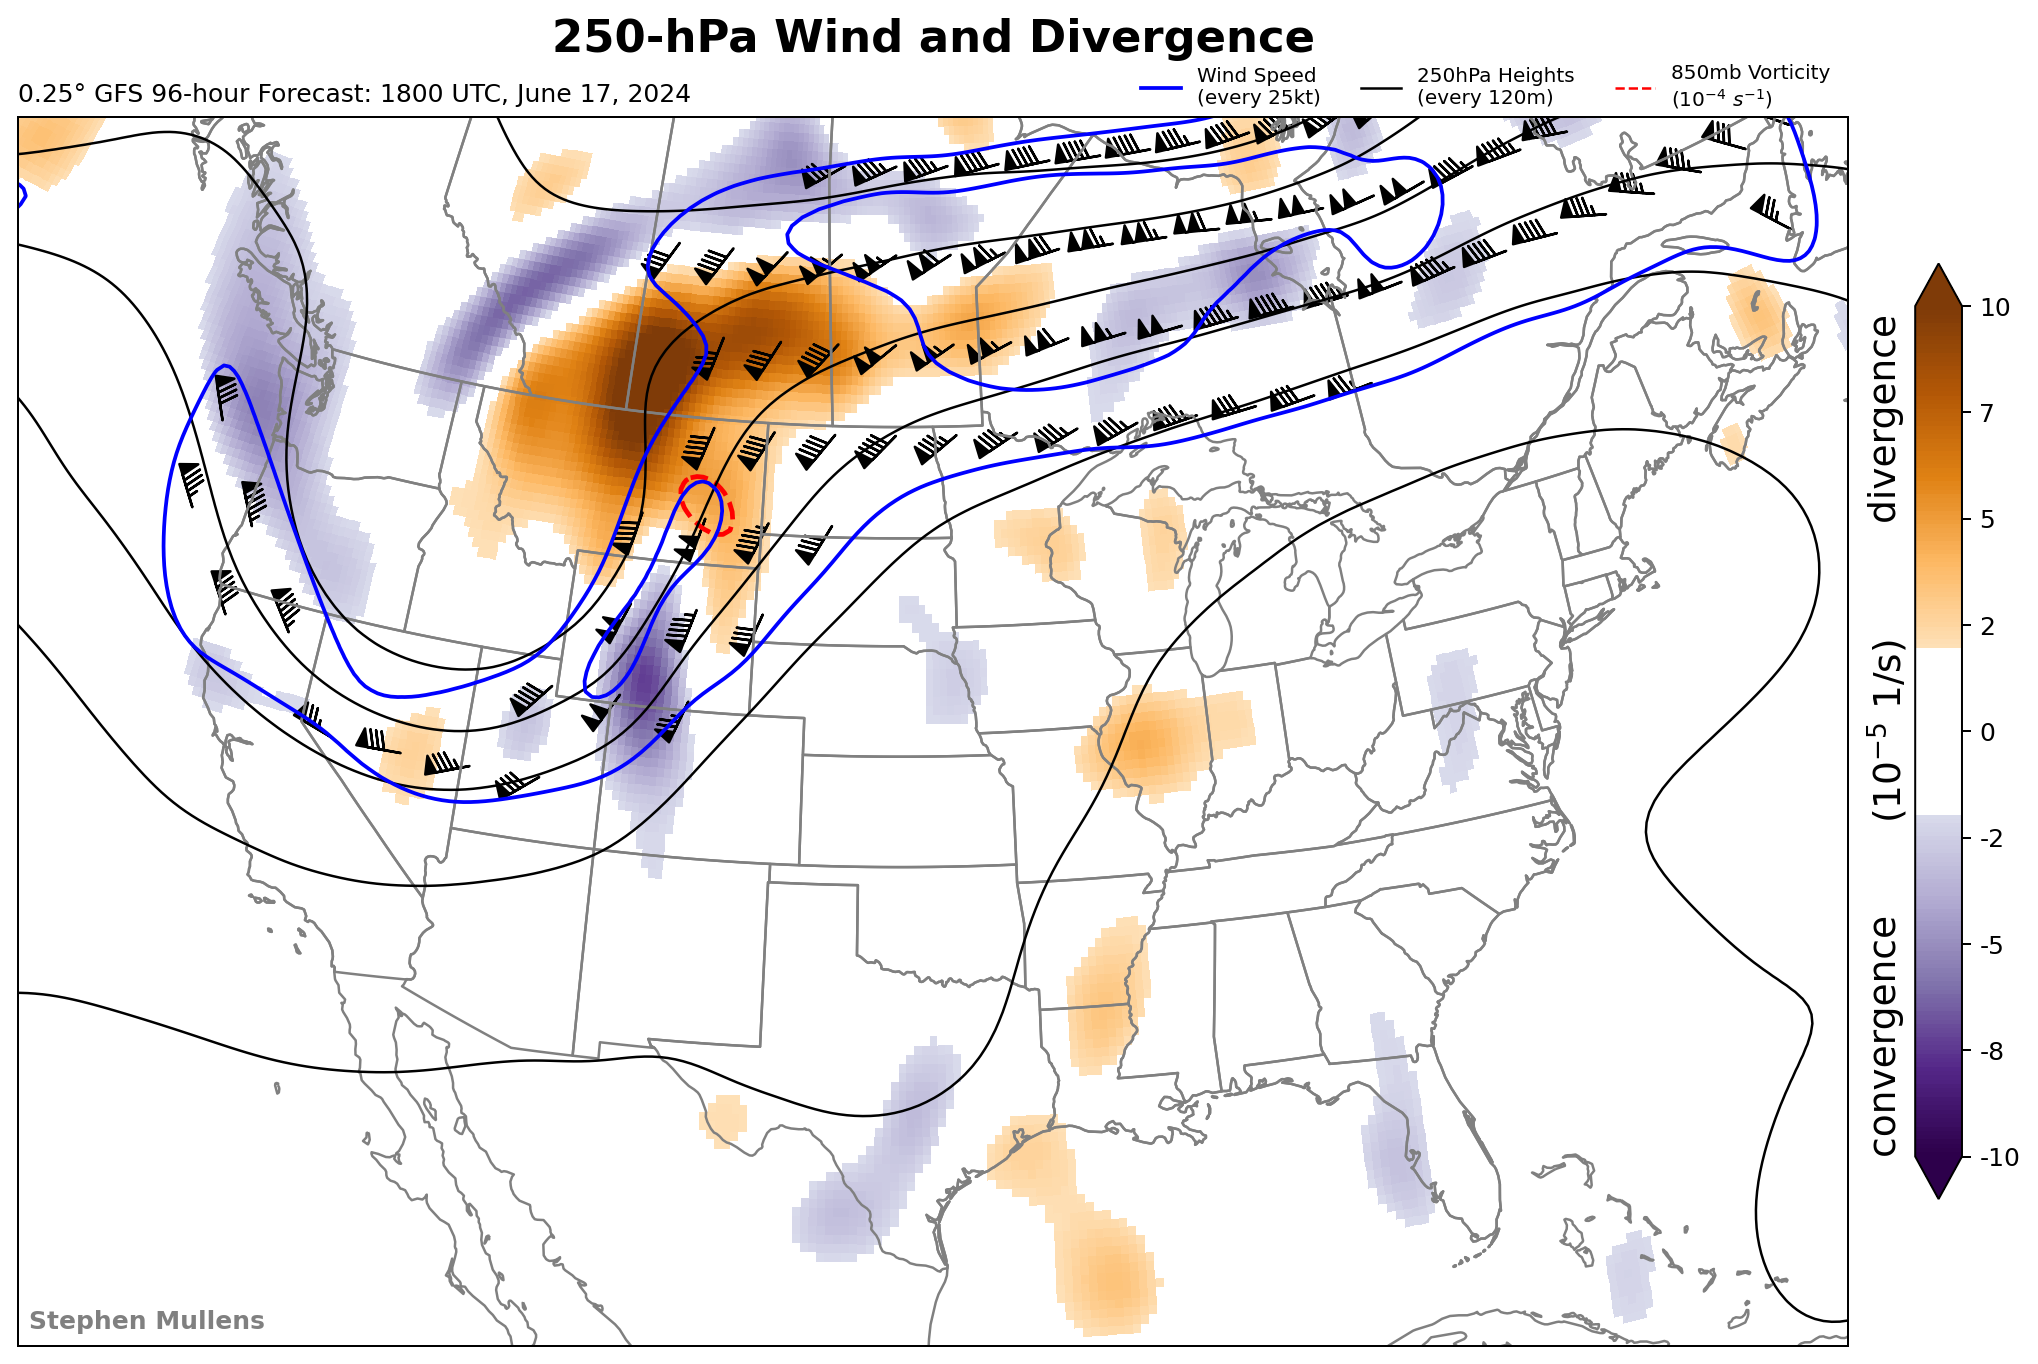 250-hPa Wind and Divergence
0.25° GFS 96-hour Forecast: 1800 UTC, June 17, 2024
Wind Speed
(every 25kt)
250hPa Heights
(every 120m)
850mb Vorticity
(10⁻⁴ s⁻¹)
10
7
5
2
0
-2
-5
-8
-10
convergence (10⁻⁵ 1/s) divergence
Stephen Mullens